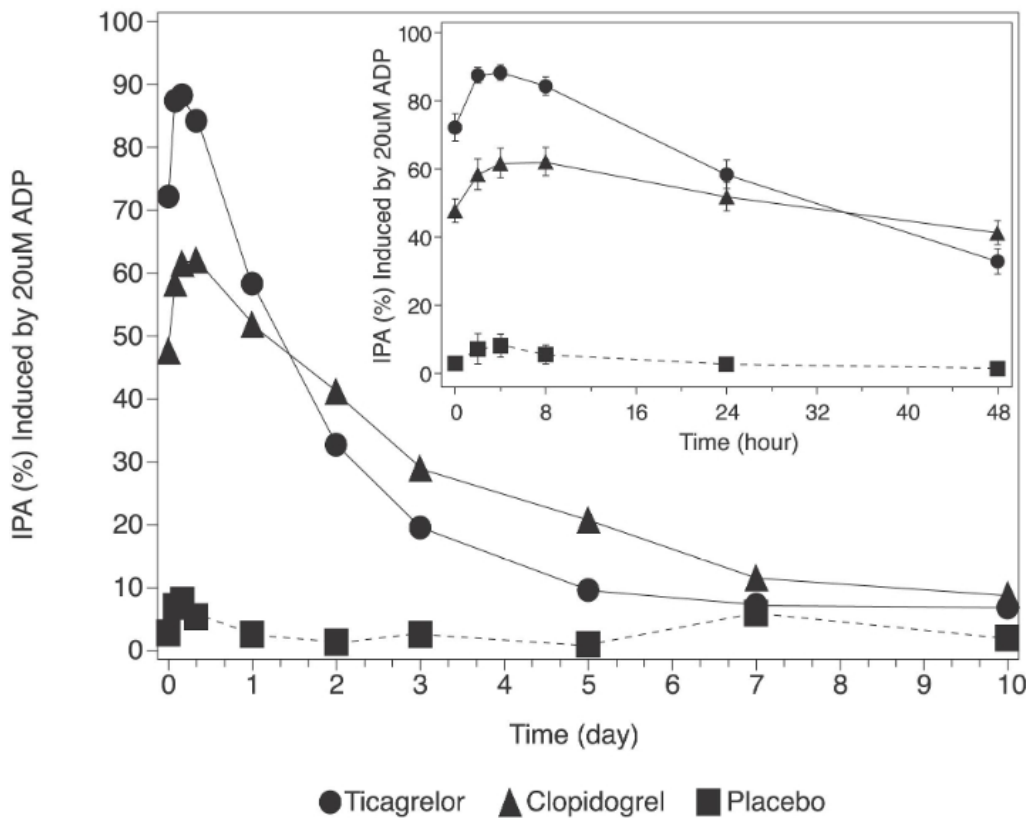 100
90
80
70
60
50
40
30
20
10
0
IPA (%) Induced by 20uM ADP
0 1 2 3 5 7 8 9 10
Time (day)
100
80
60
40
20
0
IPA (%) Induced by 20uM ADP
0 8 16 24 32 40 48
Time (hour)
Ticagrelor Clopidogrel Placebo